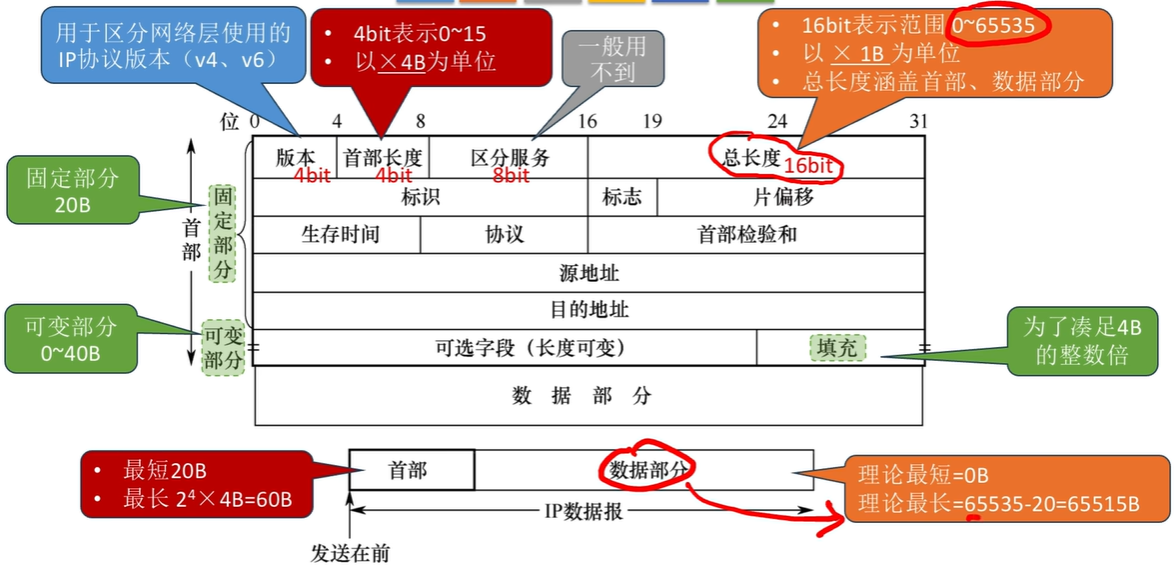 用于区分网络层使用的
IP协议版本（v4、v6）
• 4bit表示0~15
• 以×4B为单位
一般用
不到
• 16bit表示范围 0~65535
• 以 × 1B 为单位
• 总长度涵盖首部、数据部分
位 0 4 8 16 19 24 31
版本 首部长度 区分服务 总长度
4bit 4bit 8bit 16bit
标识 标志 片偏移
生存时间 协议 首部检验和
源地址
目的地址
可选字段（长度可变） 填充
数据部分
固定部分
20B
首部
固定部分
可变部分
0~40B
可变
部分
为了凑足4B
的整数倍
• 最短20B
• 最长 2⁴×4B=60B
首部 数据部分
IP数据报
发送在前
理论最短=0B
理论最长=65535-20=65515B